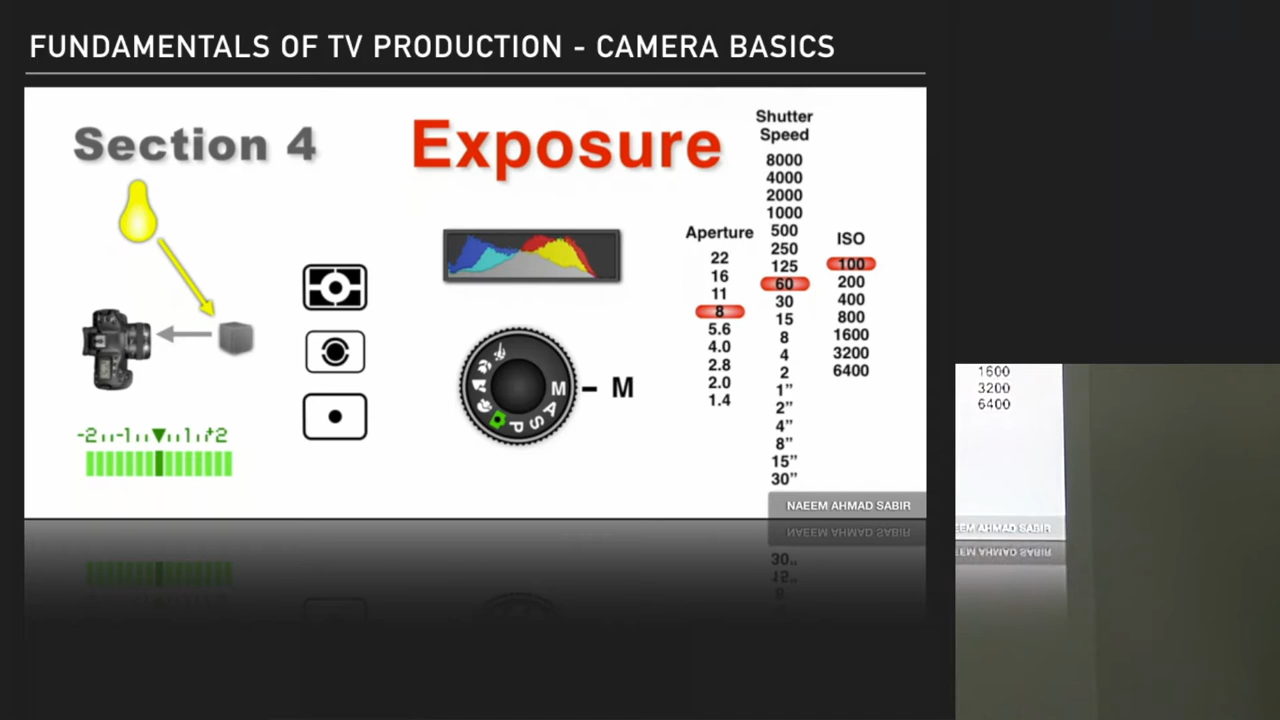 FUNDAMENTALS OF TV PRODUCTION - CAMERA BASICS
Section 4
Exposure
-2 -1 1 +2
M
A
S
P
M
Aperture
22
16
11
8
5.6
4.0
2.8
2.0
1.4
Shutter
Speed
8000
4000
2000
1000
500
250
125
60
30
15
8
4
2
1”
2”
4”
8”
15”
30”
ISO
100
200
400
800
1600
3200
6400
NAEEM AHMAD SABIR
1600
3200
6400
EEM AHMAD SABIR